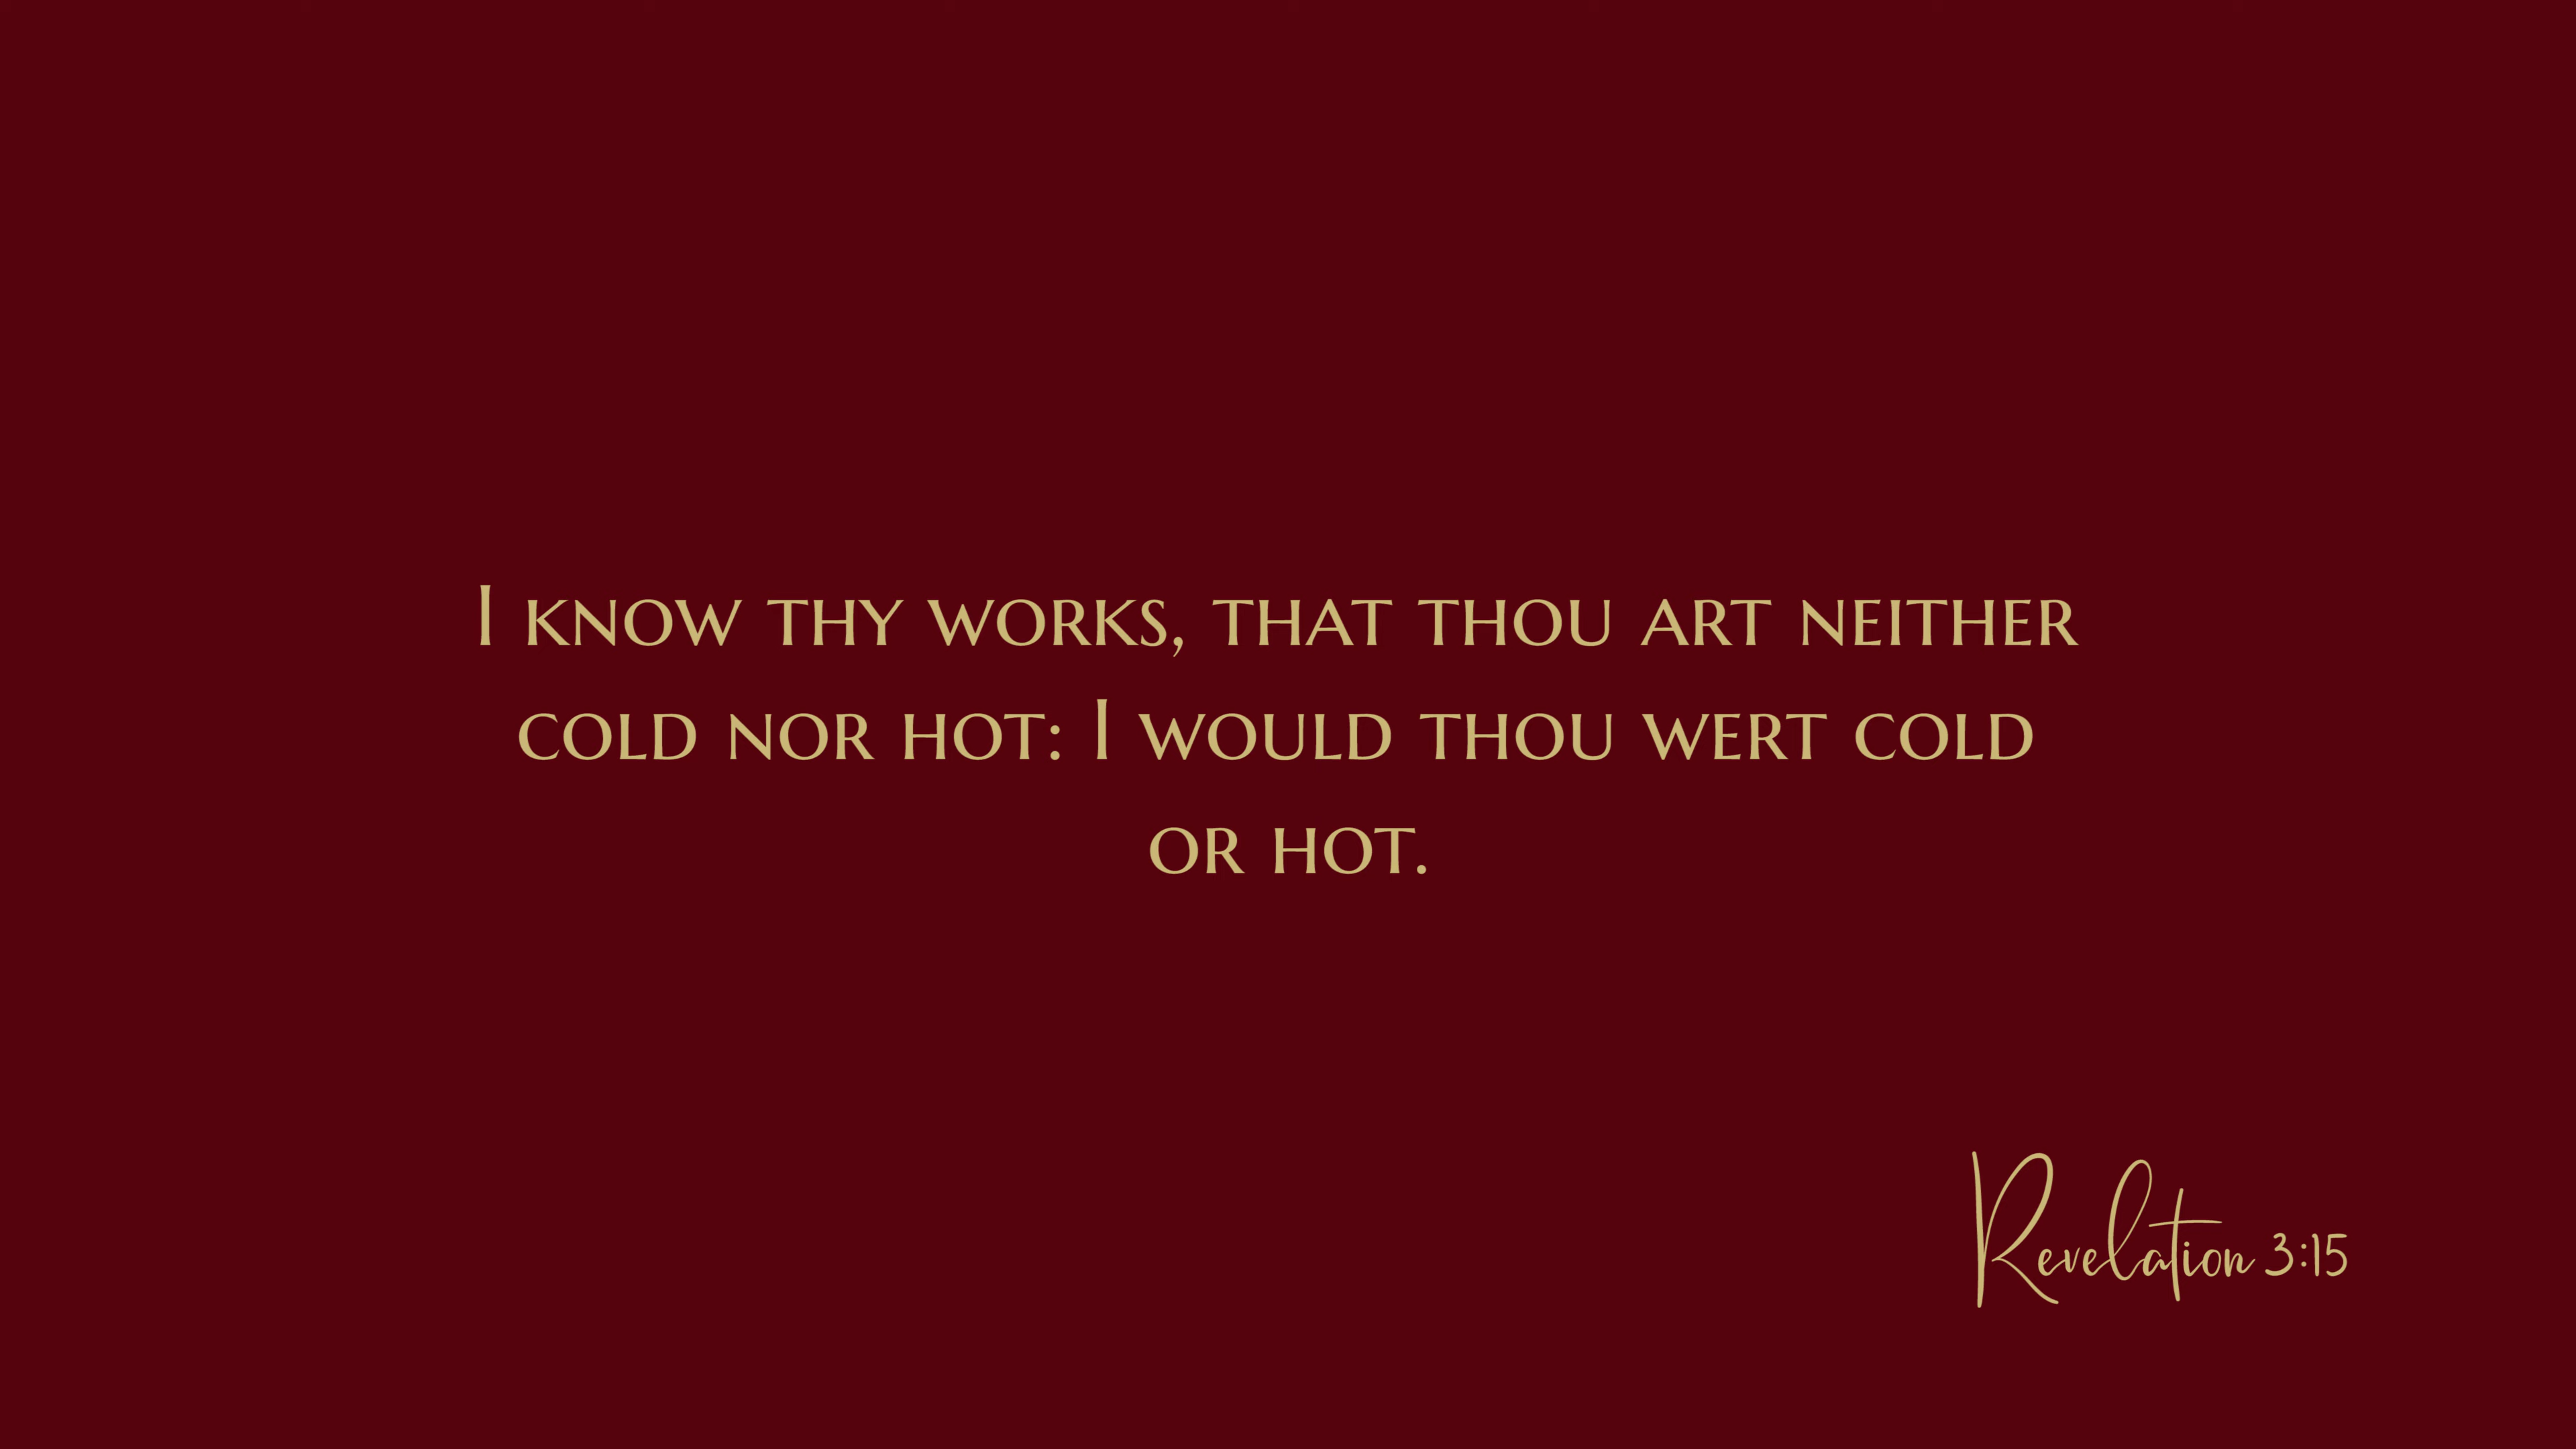 I know thy works, that thou art neither
cold nor hot: I would thou wert cold
or hot.
Revelation 3:15